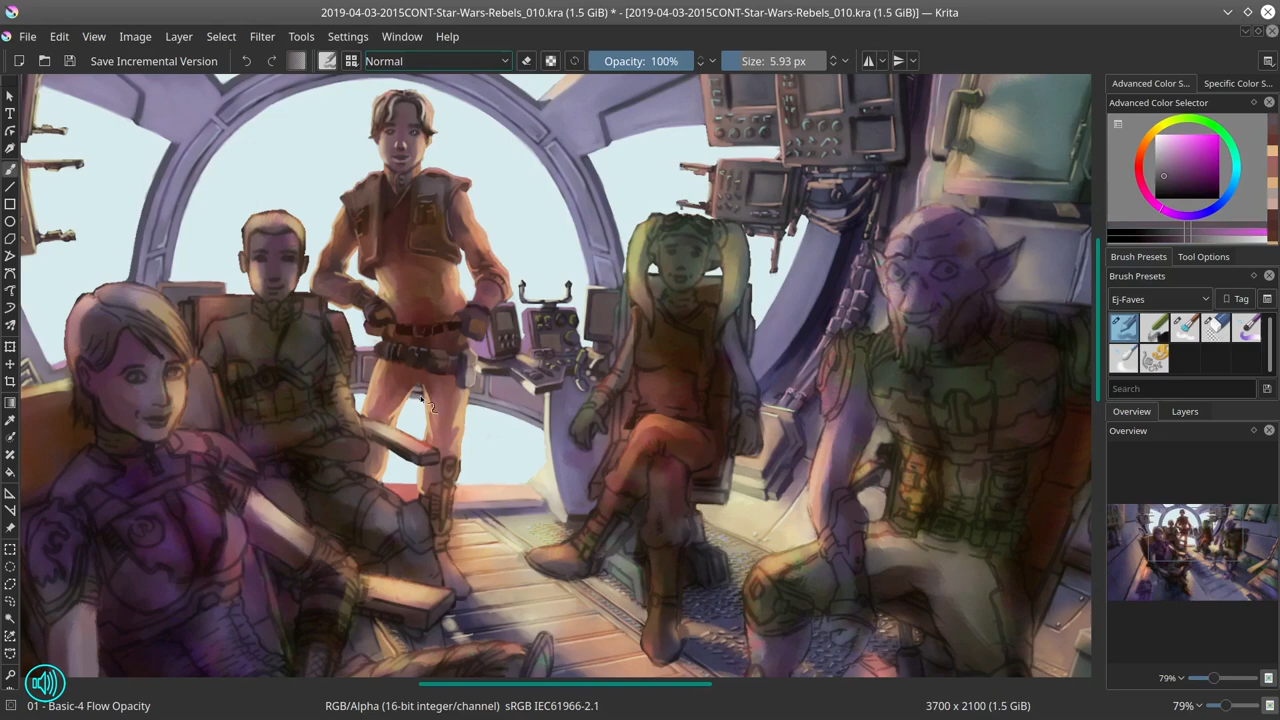 2019-04-03-2015CONT-Star-Wars-Rebels_010.kra (1.5 GiB) * - [2019-04-03-2015CONT-Star-Wars-Rebels_010.kra (1.5 GiB)] — Krita
File Edit View Image Layer Select Filter Tools Settings Window Help
Save Incremental Version Normal Opacity: 100% Size: 5.93 px
Advanced Color S... Specific Color S...
Advanced Color Selector
Brush Presets Tool Options
Brush Presets
Ej-Faves Tag
Search
Overview Layers
Overview
79%
01 - Basic-4 Flow Opacity RGB/Alpha (16-bit integer/channel) sRGB IEC61966-2.1 3700 x 2100 (1.5 GiB) 79%